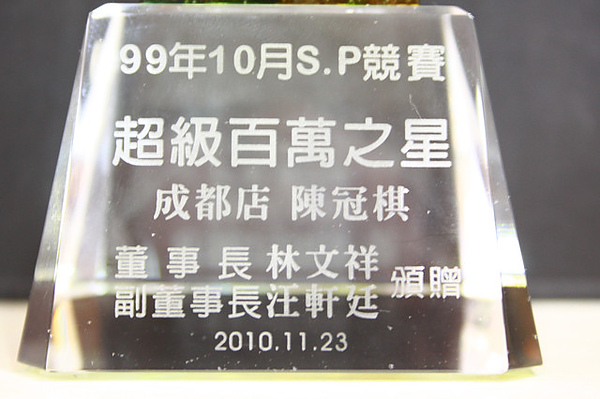 99年10月S.P競賽
超級百萬之星
成都店 陳冠棋
董事長林文祥
副董事長汪軒廷 頒贈
2010.11.23